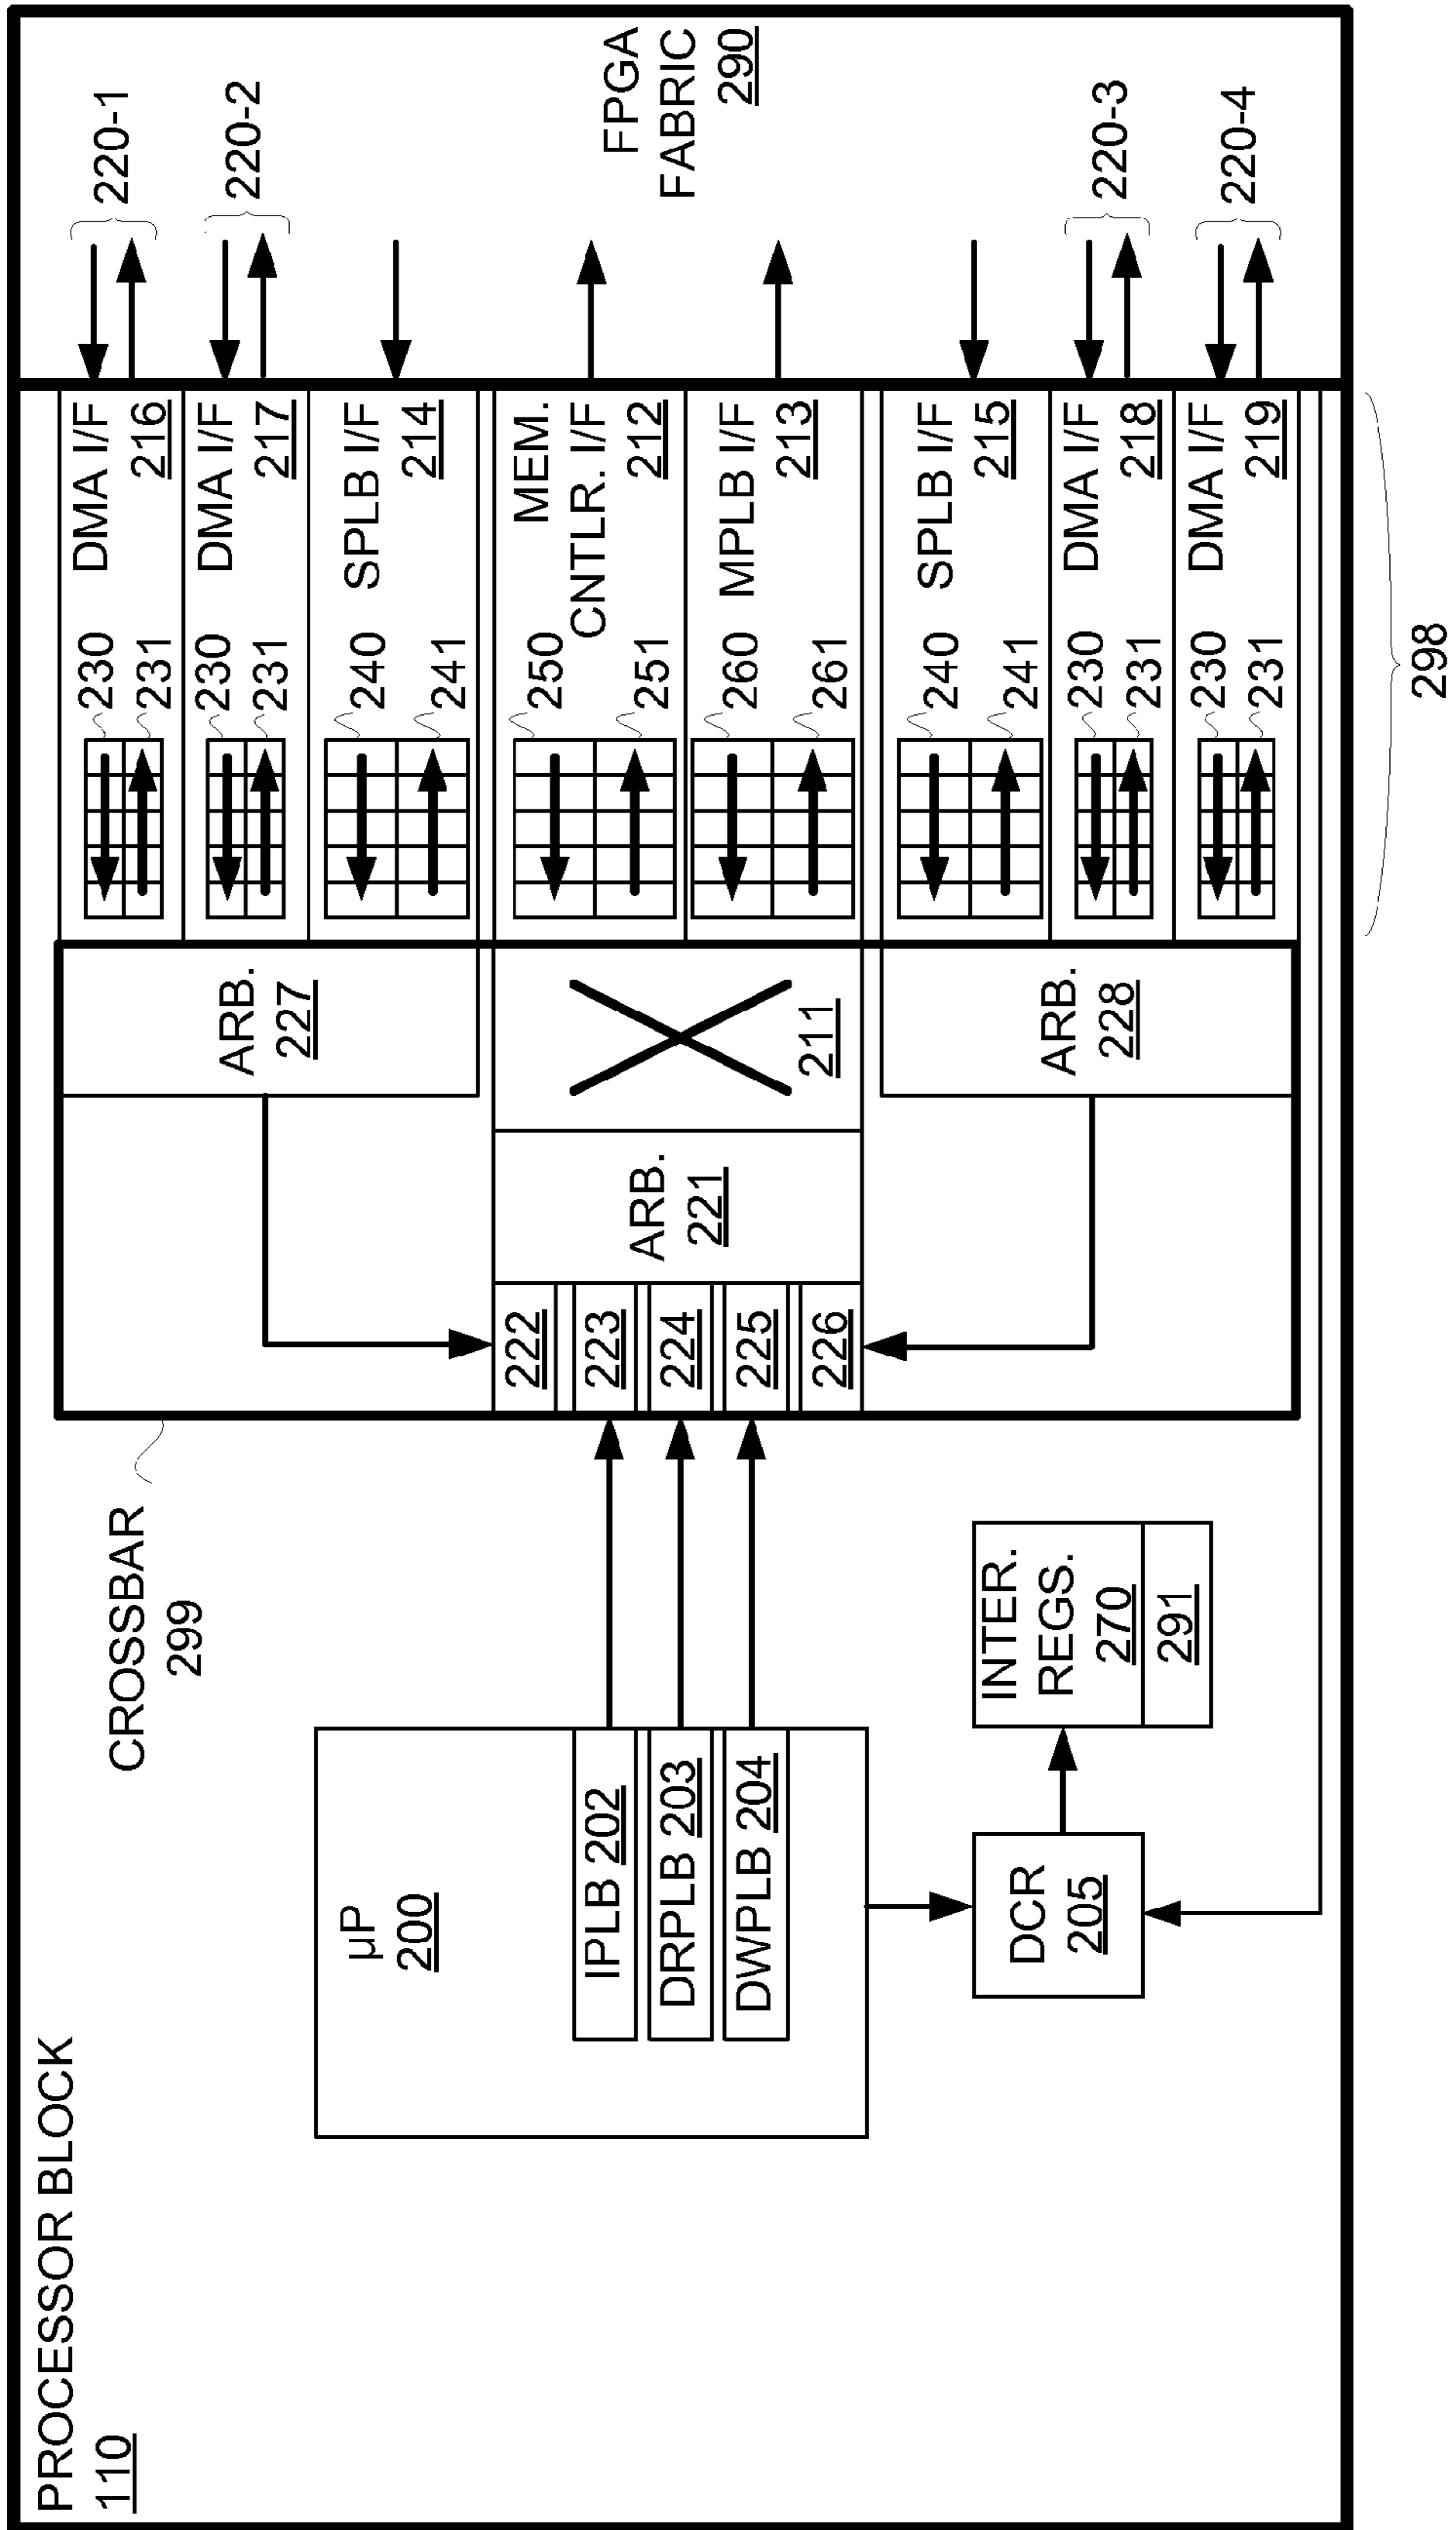 PROCESSOR BLOCK
110
CROSSBAR
299
µP
200
IPLB 202
DRPLB 203
DWPLB 204
DCR
205
INTER.
REGS.
270
291
222
223
224
225
226
ARB.
221
ARB.
227
ARB.
228
211
230
231
DMA I/F
216
230
231
DMA I/F
217
240
241
SPLB I/F
214
250
251
MEM.
CNTLR. I/F
212
260
261
MPLB I/F
213
240
241
SPLB I/F
215
230
231
DMA I/F
218
230
231
DMA I/F
219
220-1
220-2
FPGA
FABRIC
290
220-3
220-4
298